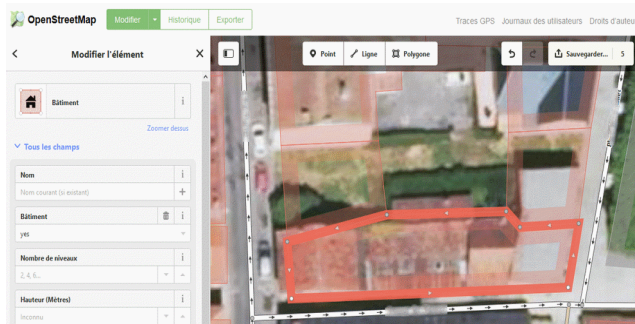 OpenStreetMap Modifier Historique Exporter Traces GPS Journaux des utilisateurs Droits d'auteu
Modifier l'élément Point Ligne Polygone Sauvegarder... 5
Bâtiment
Zoomer dessus
Tous les champs
Nom
Nom courant (si existant)
Bâtiment
yes
Nombre de niveaux
2, 4, 6...
Hauteur (Mètres)
Inconnu